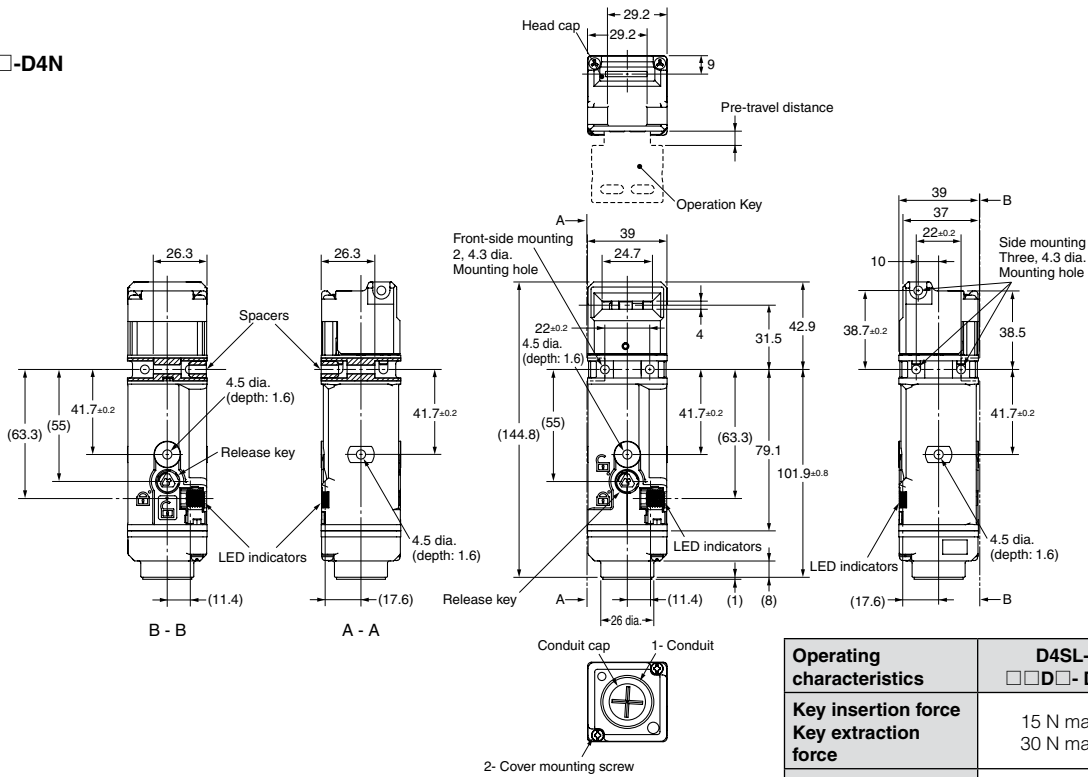 □-D4N
Head cap
29.2
29.2
9
Pre-travel distance
Operation Key
A
Front-side mounting
2, 4.3 dia.
Mounting hole
39
24.7
22±0.2
4.5 dia.
(depth: 1.6)
4
31.5
42.9
(144.8)
(55)
41.7±0.2
(63.3)
79.1
101.9±0.8
LED indicators
Release key
A
(11.4)
(1)
(8)
26 dia.
26.3
Spacers
4.5 dia.
(depth: 1.6)
41.7±0.2
(55)
(63.3)
Release key
LED indicators
(11.4)
B - B
26.3
41.7±0.2
4.5 dia.
(depth: 1.6)
(17.6)
A - A
39
B
37
22±0.2
10
Side mounting
Three, 4.3 dia.
Mounting hole
38.7±0.2
38.5
41.7±0.2
4.5 dia.
(depth: 1.6)
LED indicators
(17.6)
B
Conduit cap
1- Conduit
2- Cover mounting screw
Operating
characteristics
D4SL-
□□D□- D
Key insertion force
Key extraction
force
15 N ma
30 N ma